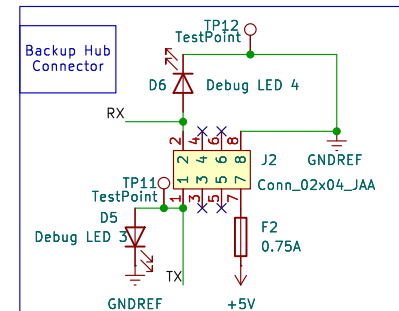 TP12
TestPoint
Backup Hub
Connector
D6
Debug LED 4
RX
2
4
6
8
2
4
6
8
J2
GNDREF
1
3
5
7
Conn_02x04_JAA
TP11
TestPoint
1
3
5
7
D5
Debug LED 3
F2
0.75A
TX
GNDREF
+5V